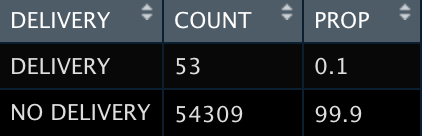 DELIVERY COUNT PROP
DELIVERY 53 0.1
NO DELIVERY 54309 99.9